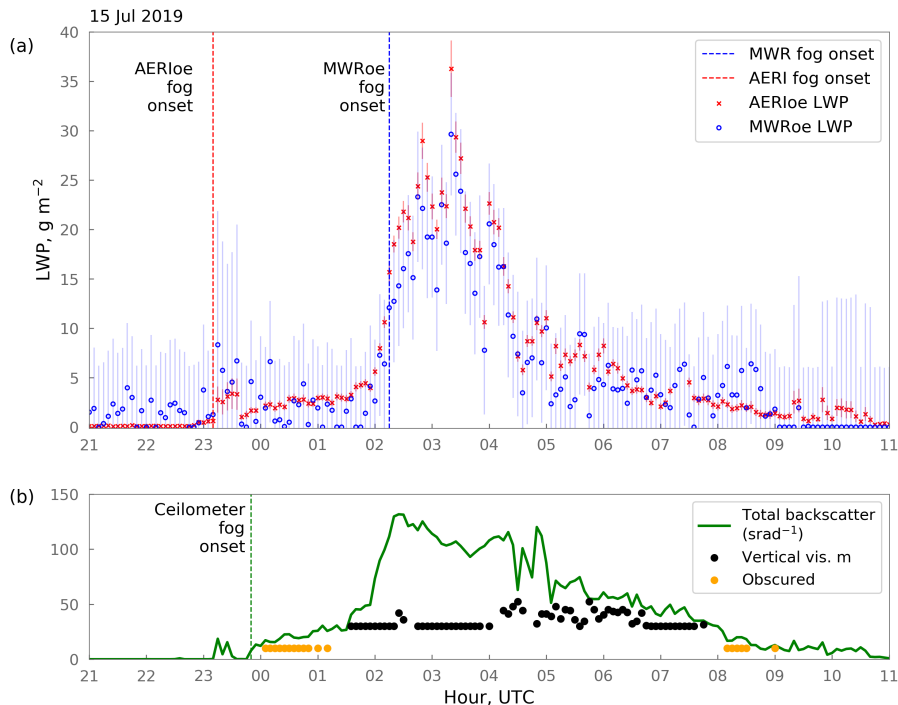 15 Jul 2019
(a)
40
35
30
25
20
15
10
5
0
LWP, g m⁻²
AERIoe
fog
onset
MWRoe
fog
onset
MWR fog onset
AERI fog onset
AERIoe LWP
MWRoe LWP
21 22 23 00 01 02 03 04 05 06 07 08 09 10 11
(b)
150
100
50
0
Ceilometer
fog
onset
Total backscatter
(srad⁻¹)
Vertical vis. m
Obscured
21 22 23 00 01 02 03 04 05 06 07 08 09 10 11
Hour, UTC